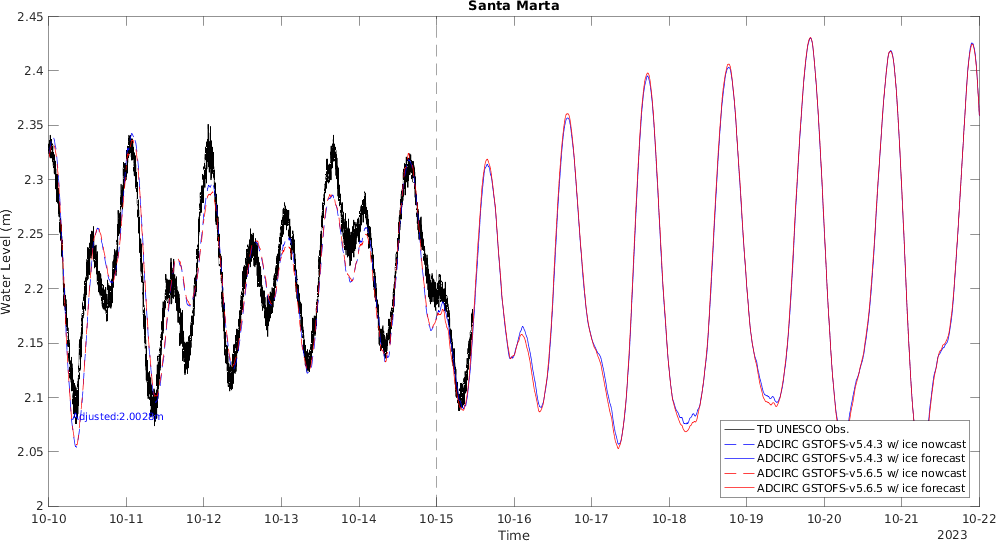 Santa Marta
Water Level (m)
2.45
2.4
2.35
2.3
2.25
2.2
2.15
2.1
2.05
2
Adjusted:2.0028m
TD UNESCO Obs.
ADCIRC GSTOFS-v5.4.3 w/ ice nowcast
ADCIRC GSTOFS-v5.4.3 w/ ice forecast
ADCIRC GSTOFS-v5.6.5 w/ ice nowcast
ADCIRC GSTOFS-v5.6.5 w/ ice forecast
10-10 10-11 10-12 10-13 10-14 10-15 10-16 10-17 10-18 10-19 10-20 10-21 10-22
Time
2023